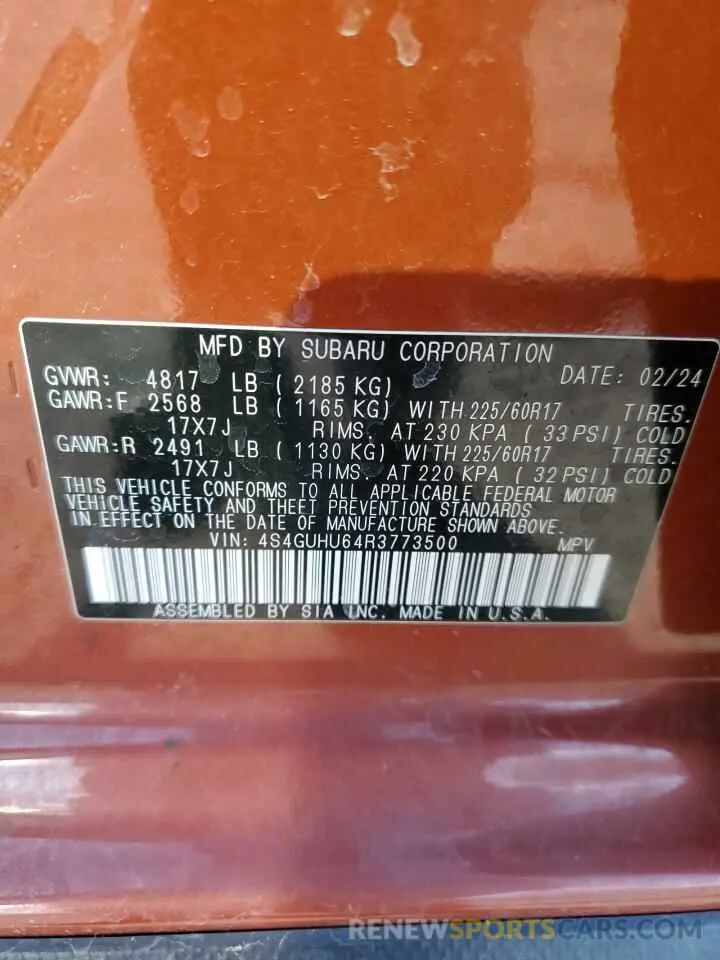 MFD BY SUBARU CORPORATION
GVWR: 4817 LB ( 2185 KG) DATE: 02/24
GAWR:F 2568 LB ( 1165 KG) WITH 225/60R17 TIRES.
17X7J RIMS. AT 230 KPA ( 33 PSI) COLD
GAWR:R 2491 LB ( 1130 KG) WITH 225/60R17 TIRES.
17X7J RIMS. AT 220 KPA ( 32 PSI) COLD
THIS VEHICLE CONFORMS TO ALL APPLICABLE FEDERAL MOTOR
VEHICLE SAFETY AND THEFT PREVENTION STANDARDS
IN EFFECT ON THE DATE OF MANUFACTURE SHOWN ABOVE.
VIN: 4S4GUHU64R3773500 MPV
ASSEMBLED BY SIA INC. MADE IN U.S.A.
RENEWSPORTSCARS.COM